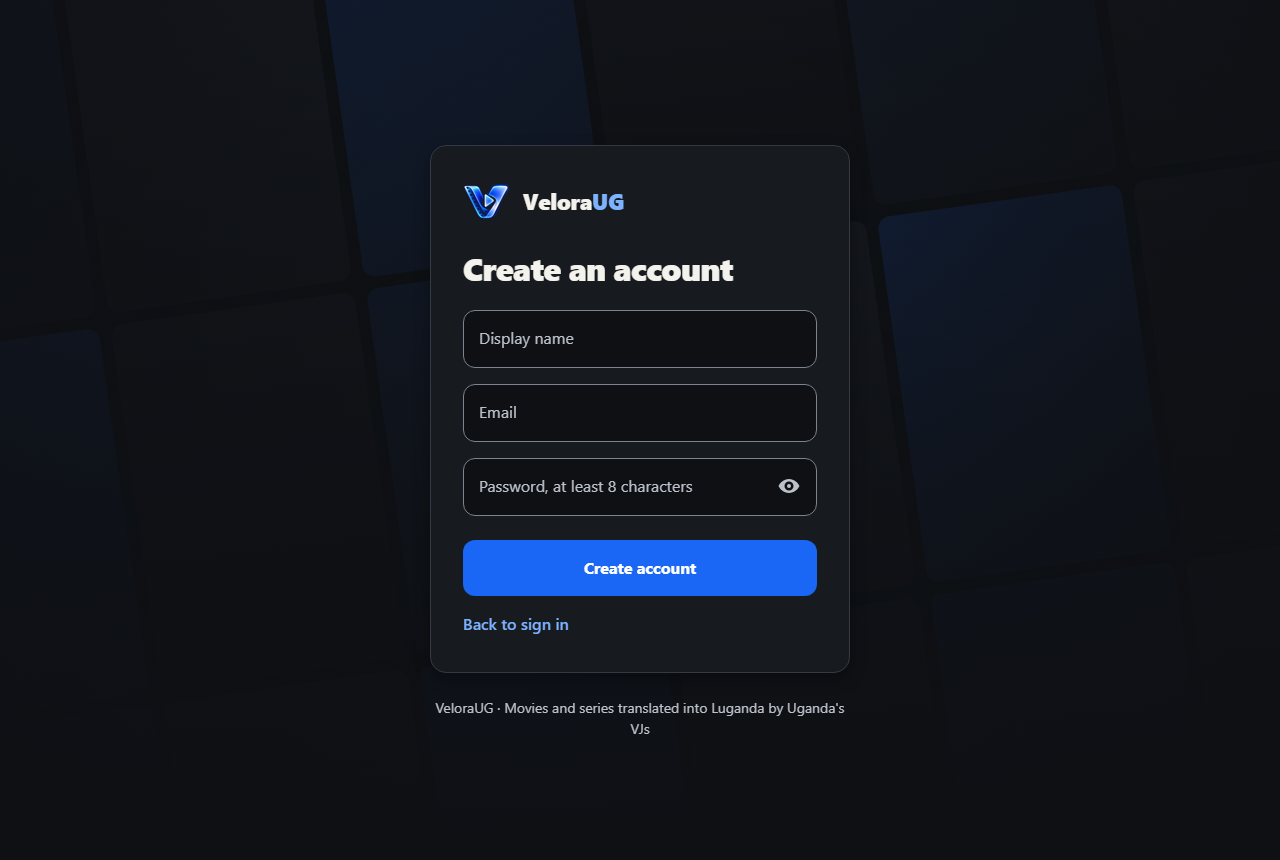 VeloraUG
Create an account
Display name
Email
Password, at least 8 characters
Create account
Back to sign in
VeloraUG · Movies and series translated into Luganda by Uganda's
VJs